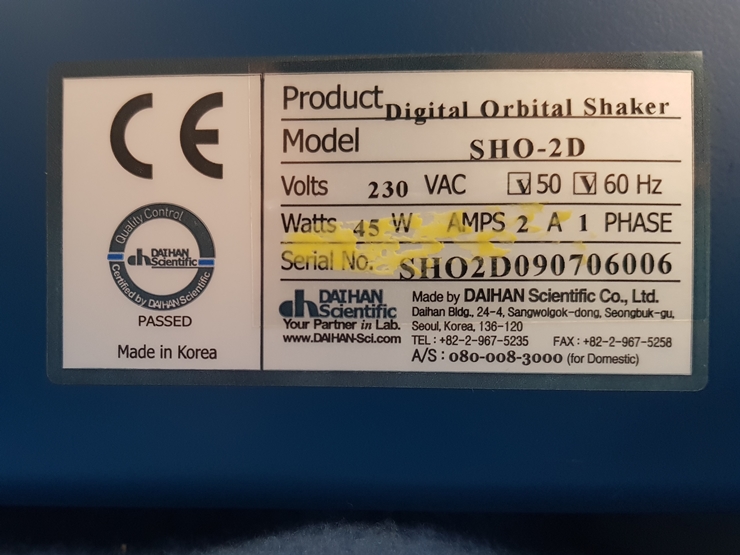 CE
Quality Control
DAIHAN
Scientific
Certified by DAIHAN Scientific
PASSED
Made in Korea
Product Digital Orbital Shaker
Model SHO-2D
Volts 230 VAC V 50 V 60 Hz
Watts 45 W AMPS 2 A 1 PHASE
Serial No. SHO2D090706006
dh DAIHAN Scientific
Your Partner in Lab.
www.DAIHAN-Sci.com
Made by DAIHAN Scientific Co., Ltd.
Daihan Bldg., 24-4, Sangwolgok-dong, Seongbuk-gu,
Seoul, Korea, 136-120
TEL : +82-2-967-5235 FAX : +82-2-967-5258
A/S : 080-008-3000 (for Domestic)